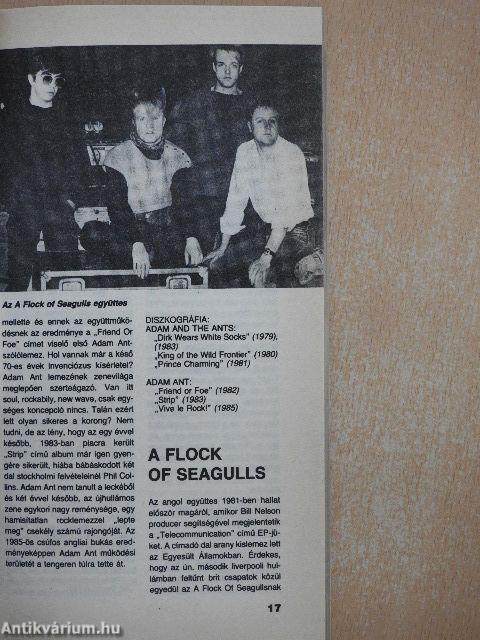 Az A Flock of Seagulls együttes
mellette és ennek az együttműkö-
désnek az eredménye a „Friend Or
Foe” címet viselő első Adam Ant-
szólólemez. Hol vannak már a késő
70-es évek invenciózus kísérletei?
Adam Ant lemezének zenevilága
meglepően szerteágazó. Van itt
soul, rockabily, new wave, csak egy-
séges koncepció nincs. Talán ezért
lett olyan sikeres a korong? Nem
tudni, de az tény, hogy az egy évvel
később, 1983-ban piacra került
„Strip” című album már igen gyen-
gére sikerült, hiába bábáskodott két
dal stockholmi felvételeinél Phil Col-
lins. Adam Ant nem tanult a leckéből
és két évvel később, az újhullámos
zene egykori nagy reménysége, egy
hamisítatlan rocklemezzel „lepte
meg” csekély számú rajongóját. Az
1985-ös csúfos angliai bukás ered-
ményeképpen Adam Ant működési
területét a tengeren túlra tette át.
DISZKOGRÁFIA:
ADAM AND THE ANTS:
„Dirk Wears White Socks” (1979),
(1983)
„King of the Wild Frontier” (1980)
„Prince Charming” (1981)
ADAM ANT:
„Friend or Foe” (1982)
„Strip” (1983)
„Vive le Rock!” (1985)
A FLOCK
OF SEAGULLS
Az angol együttes 1981-ben hallat
először magáról, amikor Bill Nelson
producer segítségével megjelentetik
a „Telecommunication” című EP-jü-
ket. A címadó dal arany kislemez lett
az Egyesült Államokban. Érdekes,
hogy az ún. második liverpooli hul-
lámban feltűnt brit csapatok közül
egyedül az A Flock Of Seagullsnak
17
Antikvárium.hu